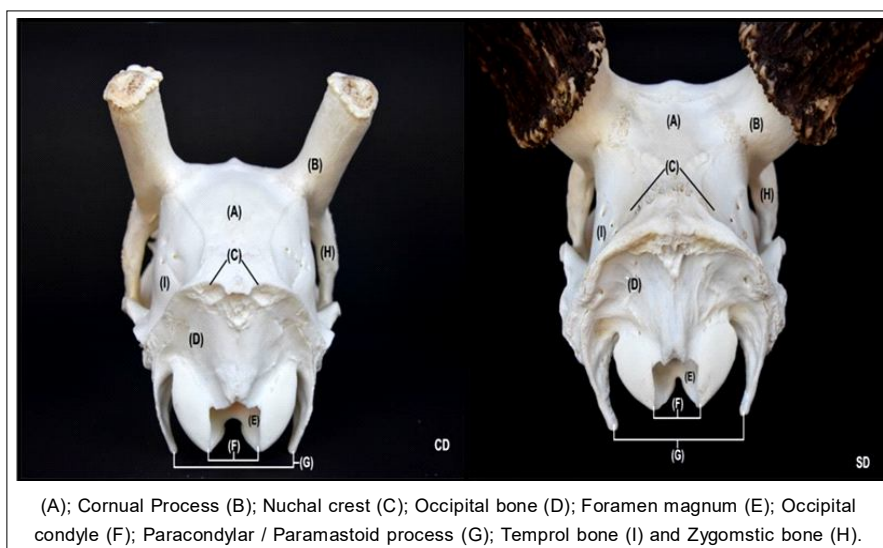 (A)
(B)
(C)
(D)
(E)
(F)
(G)
(H)
(I)
CD
(A)
(B)
(C)
(D)
(E)
(F)
(G)
(H)
(I)
SD
(A); Cornual Process (B); Nuchal crest (C); Occipital bone (D); Foramen magnum (E); Occipital
condyle (F); Paracondylar / Paramastoid process (G); Temprol bone (I) and Zygomstic bone (H).